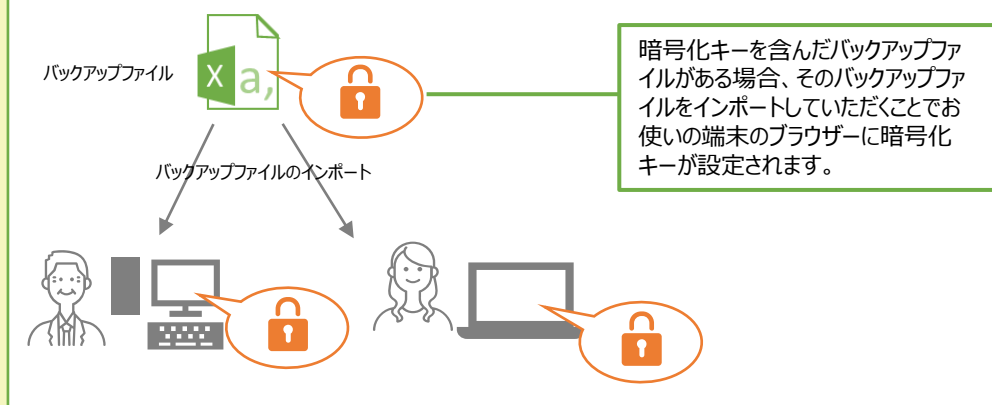 暗号化キーを含んだバックアップファ
イルがある場合、そのバックアップファ
イルをインポートしていただくことでお
使いの端末のブラウザーに暗号化
キーが設定されます。
バックアップファイル
X a,
バックアップファイルのインポート